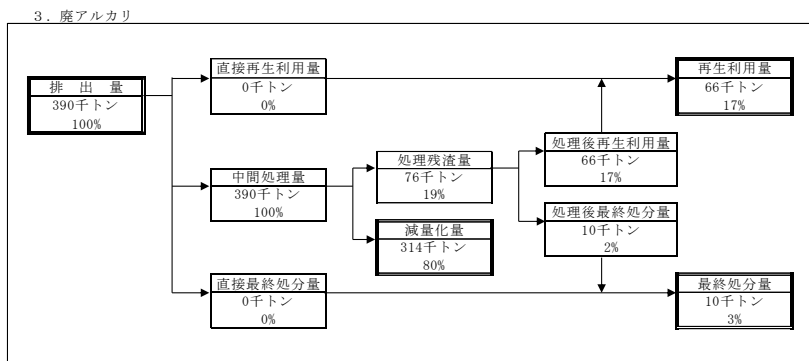 3．廃アルカリ
排　出　量
390千トン
100%
直接再生利用量
0千トン
0%
中間処理量
390千トン
100%
直接最終処分量
0千トン
0%
処理残渣量
76千トン
19%
減量化量
314千トン
80%
処理後再生利用量
66千トン
17%
処理後最終処分量
10千トン
2%
再生利用量
66千トン
17%
最終処分量
10千トン
3%